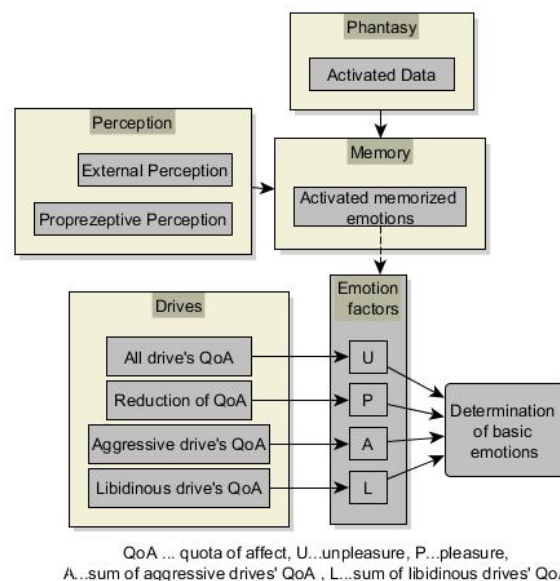 Phantasy
Activated Data
Perception
External Perception
Proprezeptive Perception
Memory
Activated memorized
emotions
Emotion
factors
Drives
All drive's QoA
Reduction of QoA
Aggressive drive's QoA
Libidinous drive's QoA
U
P
A
L
Determination
of basic
emotions
QoA ... quota of affect, U...unpleasure, P...pleasure,
A...sum of aggressive drives' QoA , L...sum of libidinous drives' QoA